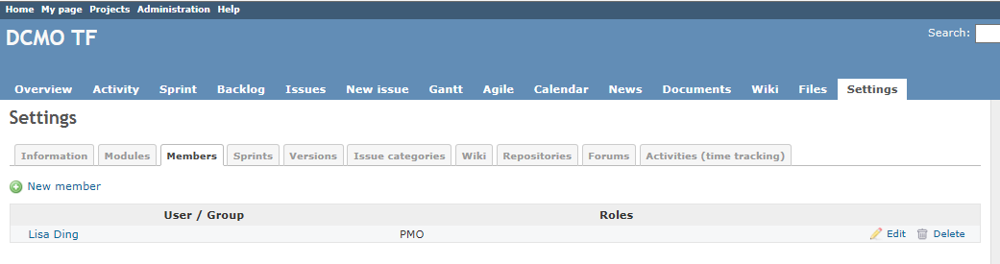 Home My page Projects Administration Help
DCMO TF
Search:
Overview Activity Sprint Backlog Issues New issue Gantt Agile Calendar News Documents Wiki Files Settings
Settings
Information Modules Members Sprints Versions Issue categories Wiki Repositories Forums Activities (time tracking)
New member
User / Group Roles
Lisa Ding PMO Edit Delete